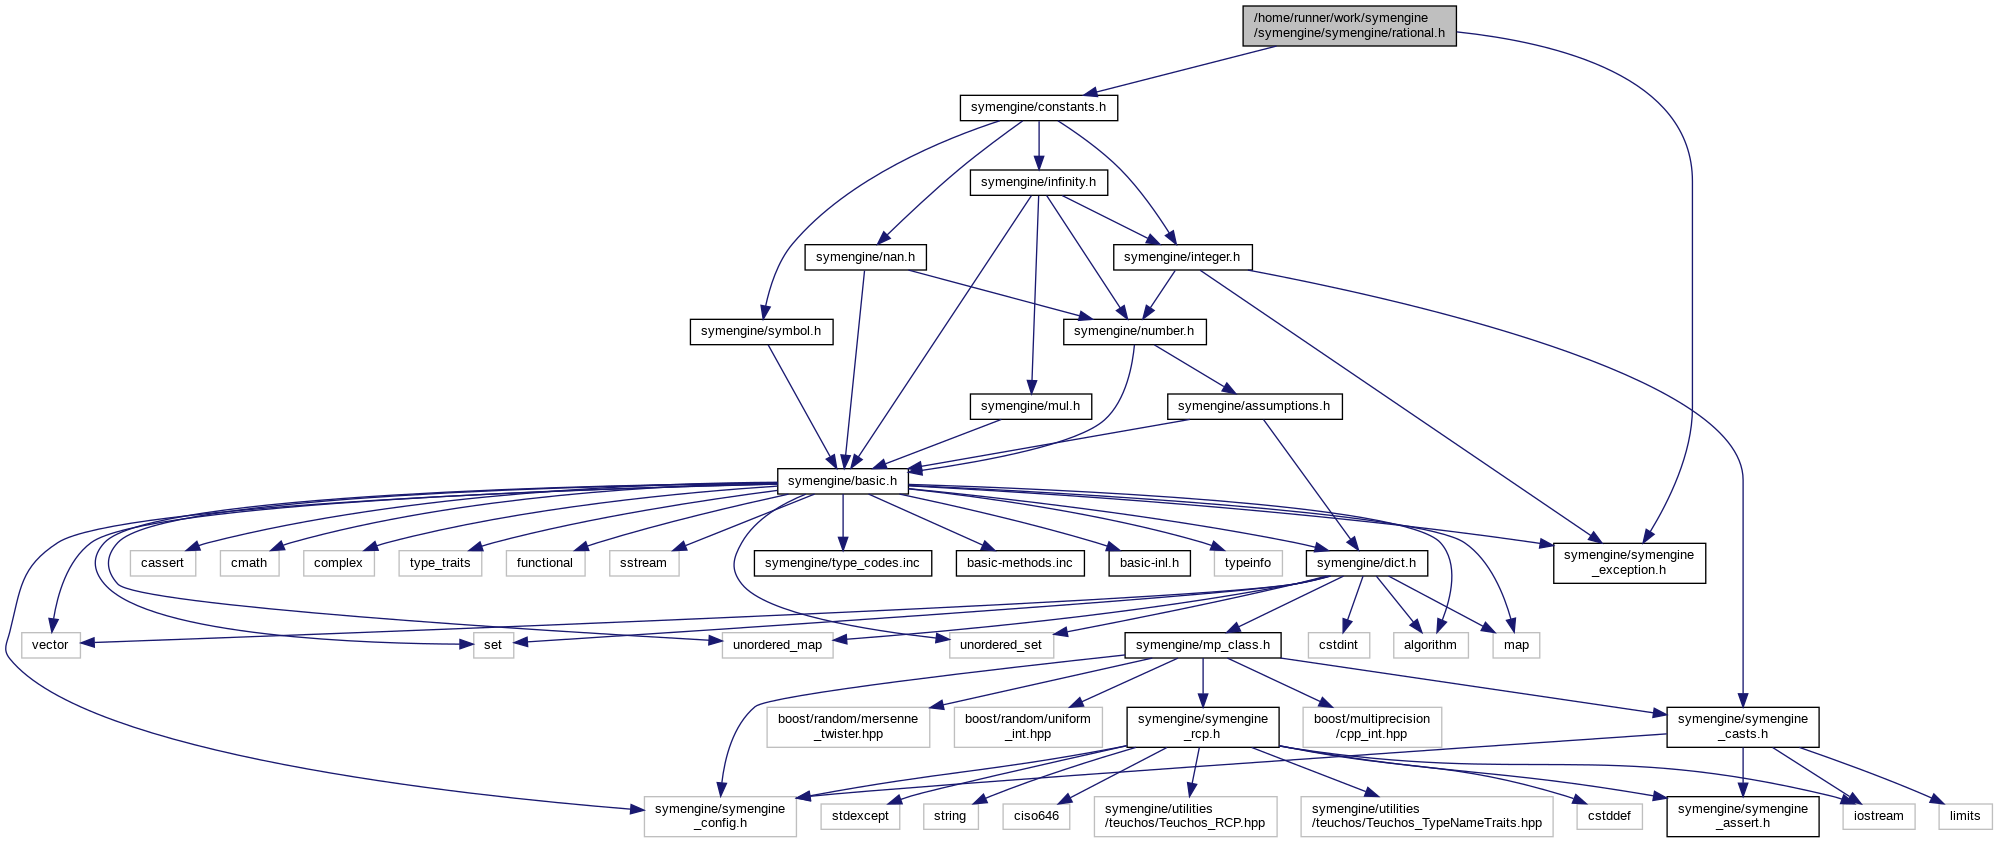 /home/runner/work/symengine
/symengine/symengine/rational.h
symengine/constants.h
symengine/infinity.h
symengine/nan.h
symengine/integer.h
symengine/symbol.h
symengine/number.h
symengine/mul.h
symengine/assumptions.h
symengine/basic.h
cassert
cmath
complex
type_traits
functional
sstream
symengine/type_codes.inc
basic-methods.inc
basic-inl.h
typeinfo
symengine/dict.h
symengine/symengine
_exception.h
vector
set
unordered_map
unordered_set
symengine/mp_class.h
cstdint
algorithm
map
boost/random/mersenne
_twister.hpp
boost/random/uniform
_int.hpp
symengine/symengine
_rcp.h
boost/multiprecision
/cpp_int.hpp
symengine/symengine
_casts.h
symengine/symengine
_config.h
stdexcept
string
ciso646
symengine/utilities
/teuchos/Teuchos_RCP.hpp
symengine/utilities
/teuchos/Teuchos_TypeNameTraits.hpp
cstddef
symengine/symengine
_assert.h
iostream
limits